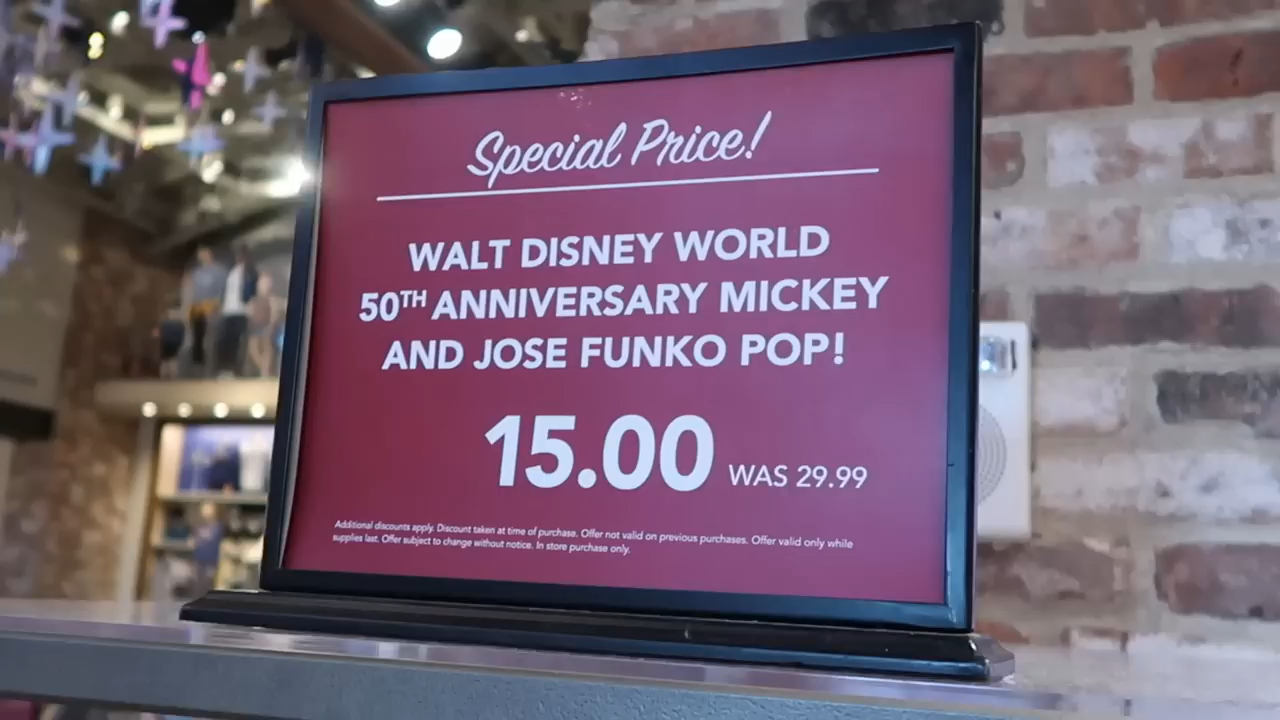 Special Price!
WALT DISNEY WORLD
50TH ANNIVERSARY MICKEY
AND JOSE FUNKO POP!
15.00 WAS 29.99
Additional discounts apply. Discount taken at time of purchase. Offer not valid on previous purchases. Offer valid only while
supplies last. Offer subject to change without notice. In store purchase only.